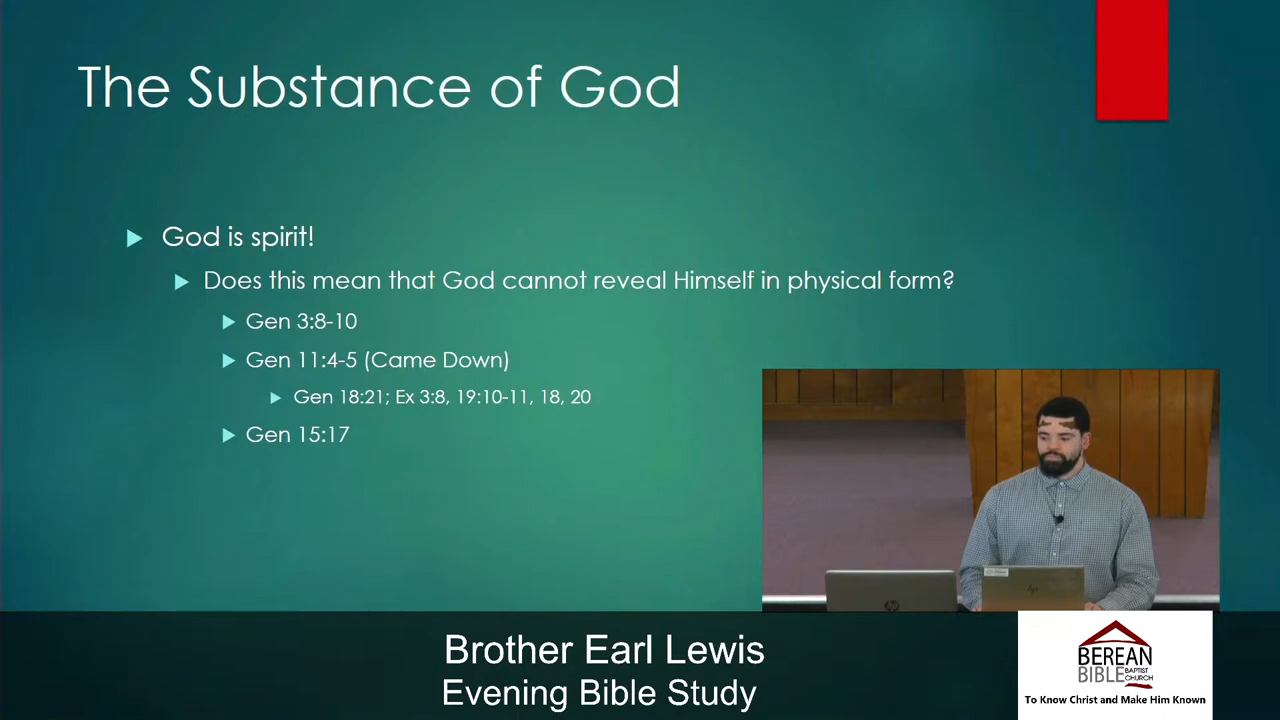 The Substance of God
God is spirit!
Does this mean that God cannot reveal Himself in physical form?
Gen 3:8-10
Gen 11:4-5 (Came Down)
Gen 18:21; Ex 3:8, 19:10-11, 18, 20
Gen 15:17
hp
Brother Earl Lewis
Evening Bible Study
BEREAN
BIBLE BAPTIST CHURCH
To Know Christ and Make Him Known